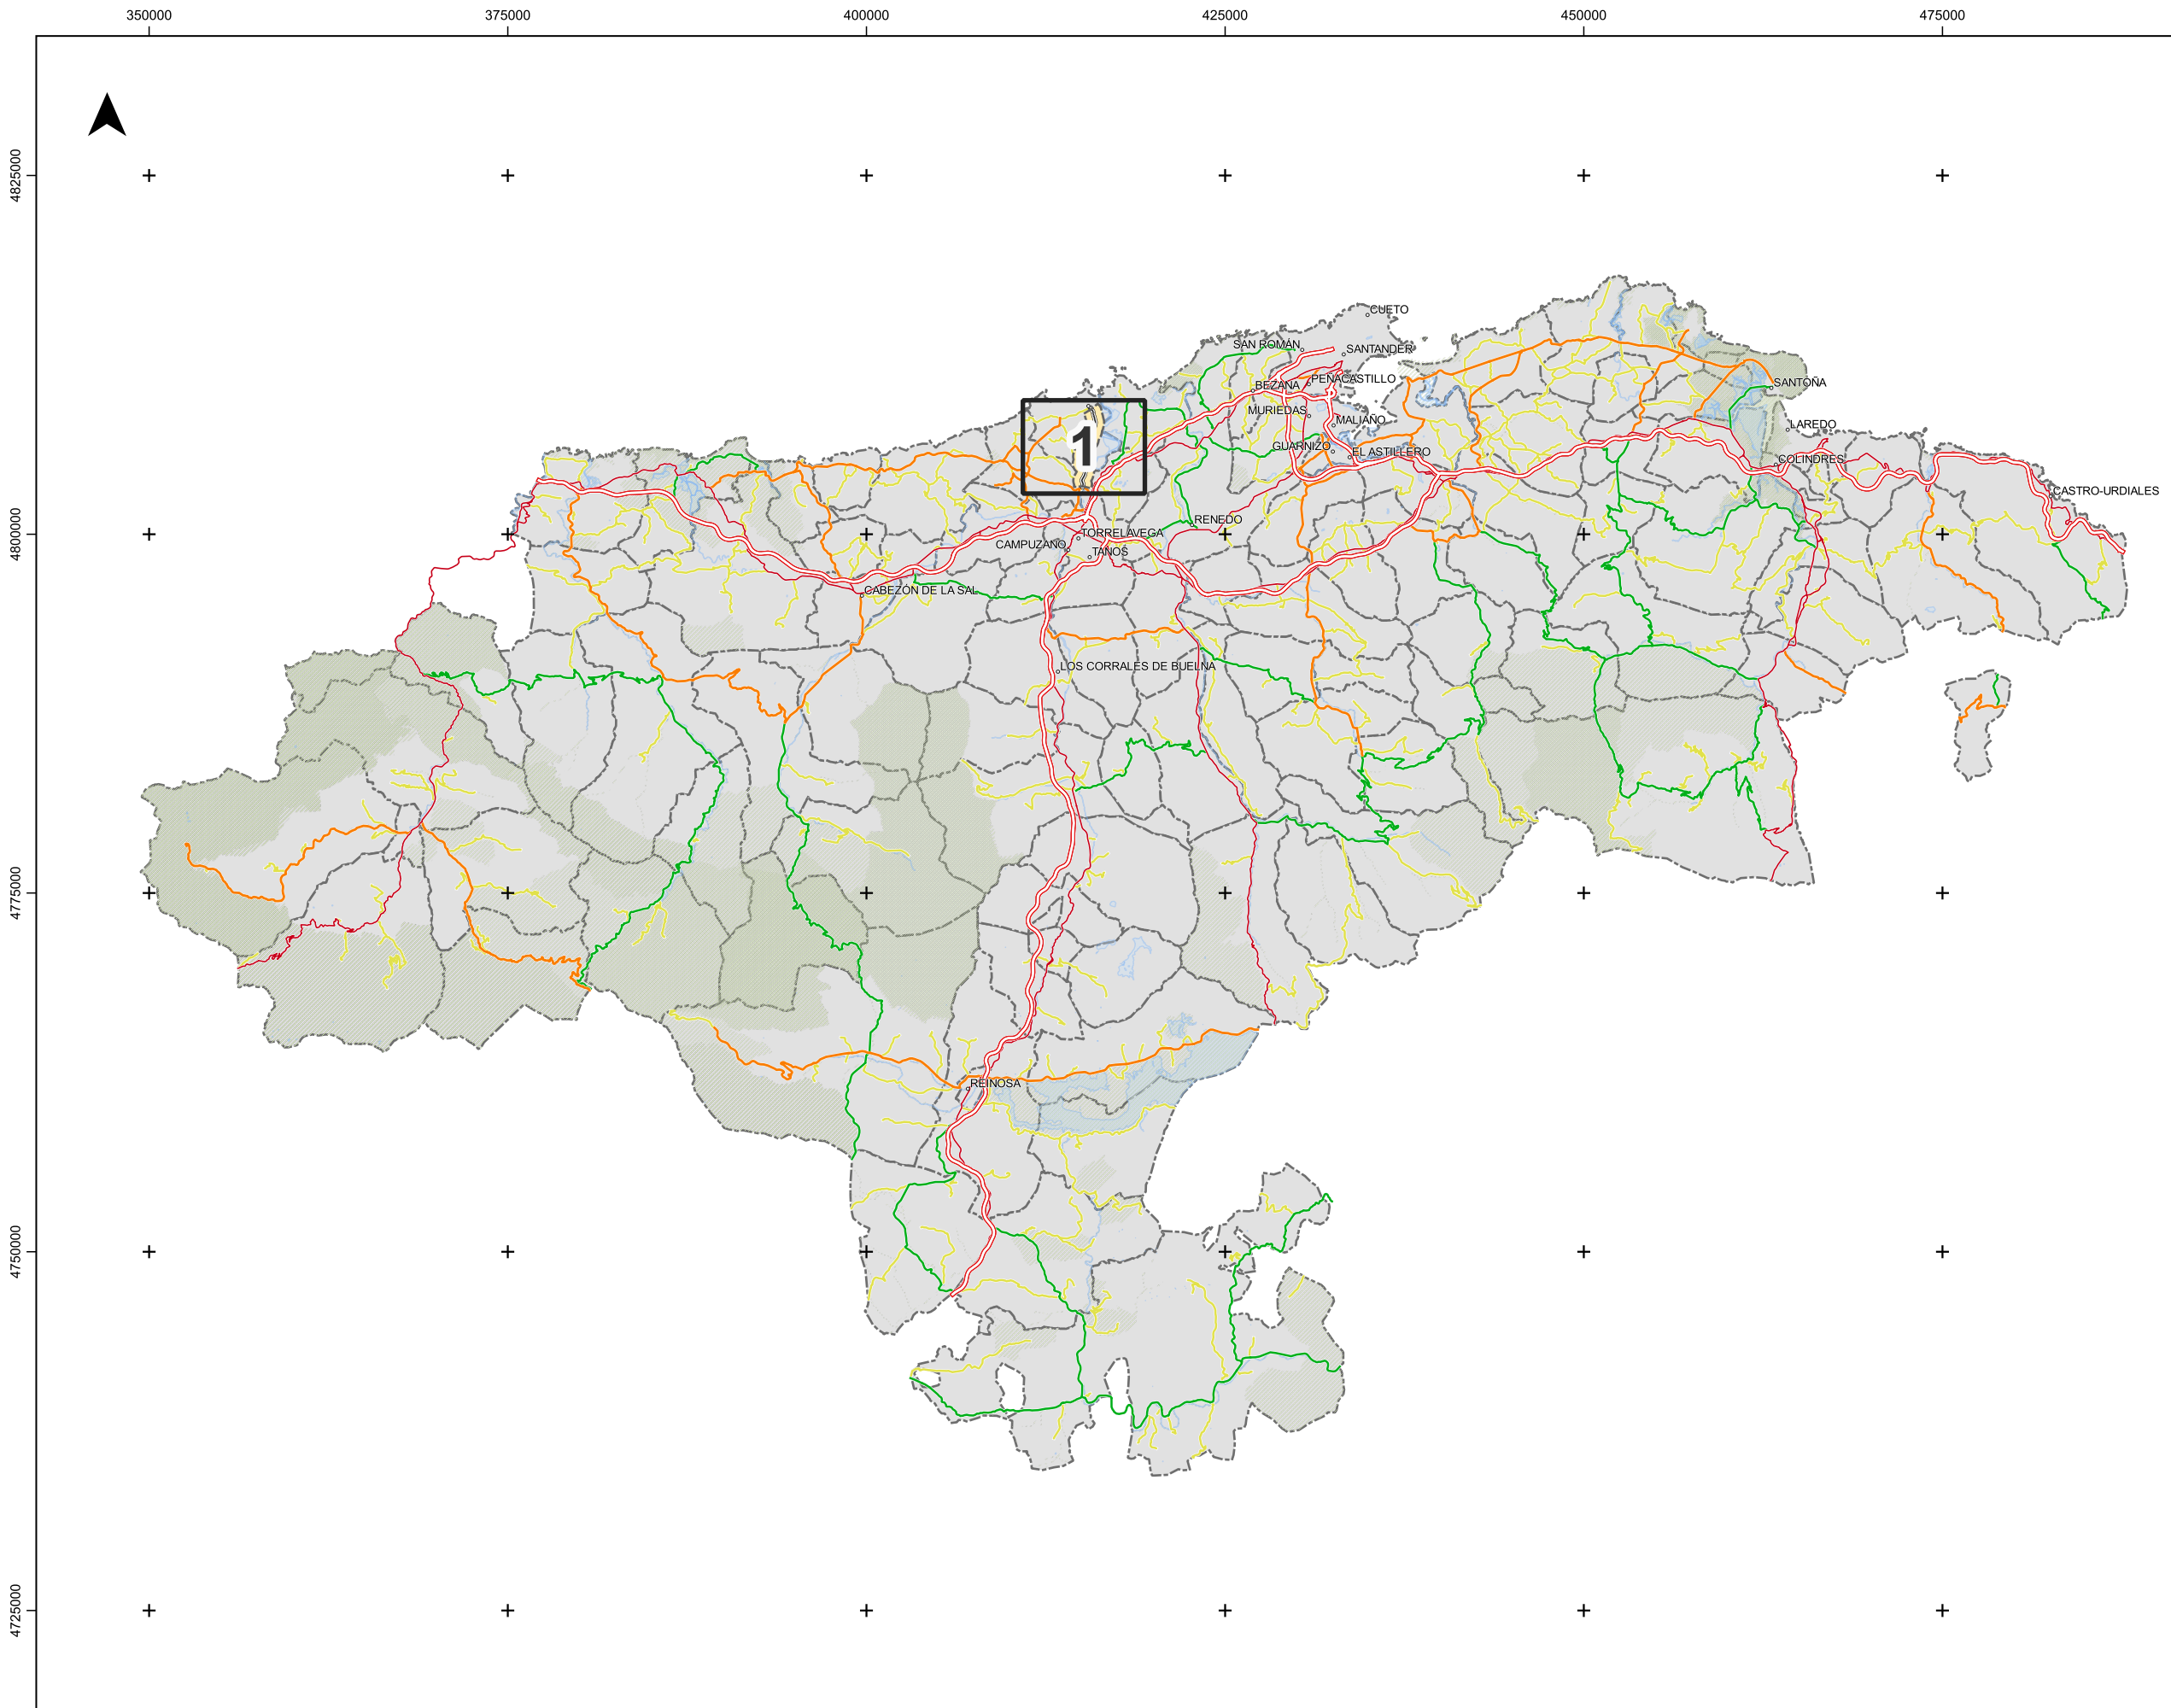 350000 375000 400000 425000 450000 475000
4825000
CUETO
SAN ROMÁN
SANTANDER
PEÑACASTILLO
BEZANA
SANTOÑA
MURIEDAS
MALIAÑO
LAREDO
1
GUARNIZO
EL ASTILLERO
COLINDRES
CASTRO-URDIALES
RENEDO
4800000
TORRELAVEGA
CAMPUZANO
TANOS
CABEZÓN DE LA SAL
LOS CORRALES DE BUELNA
4775000
REINOSA
4750000
4725000